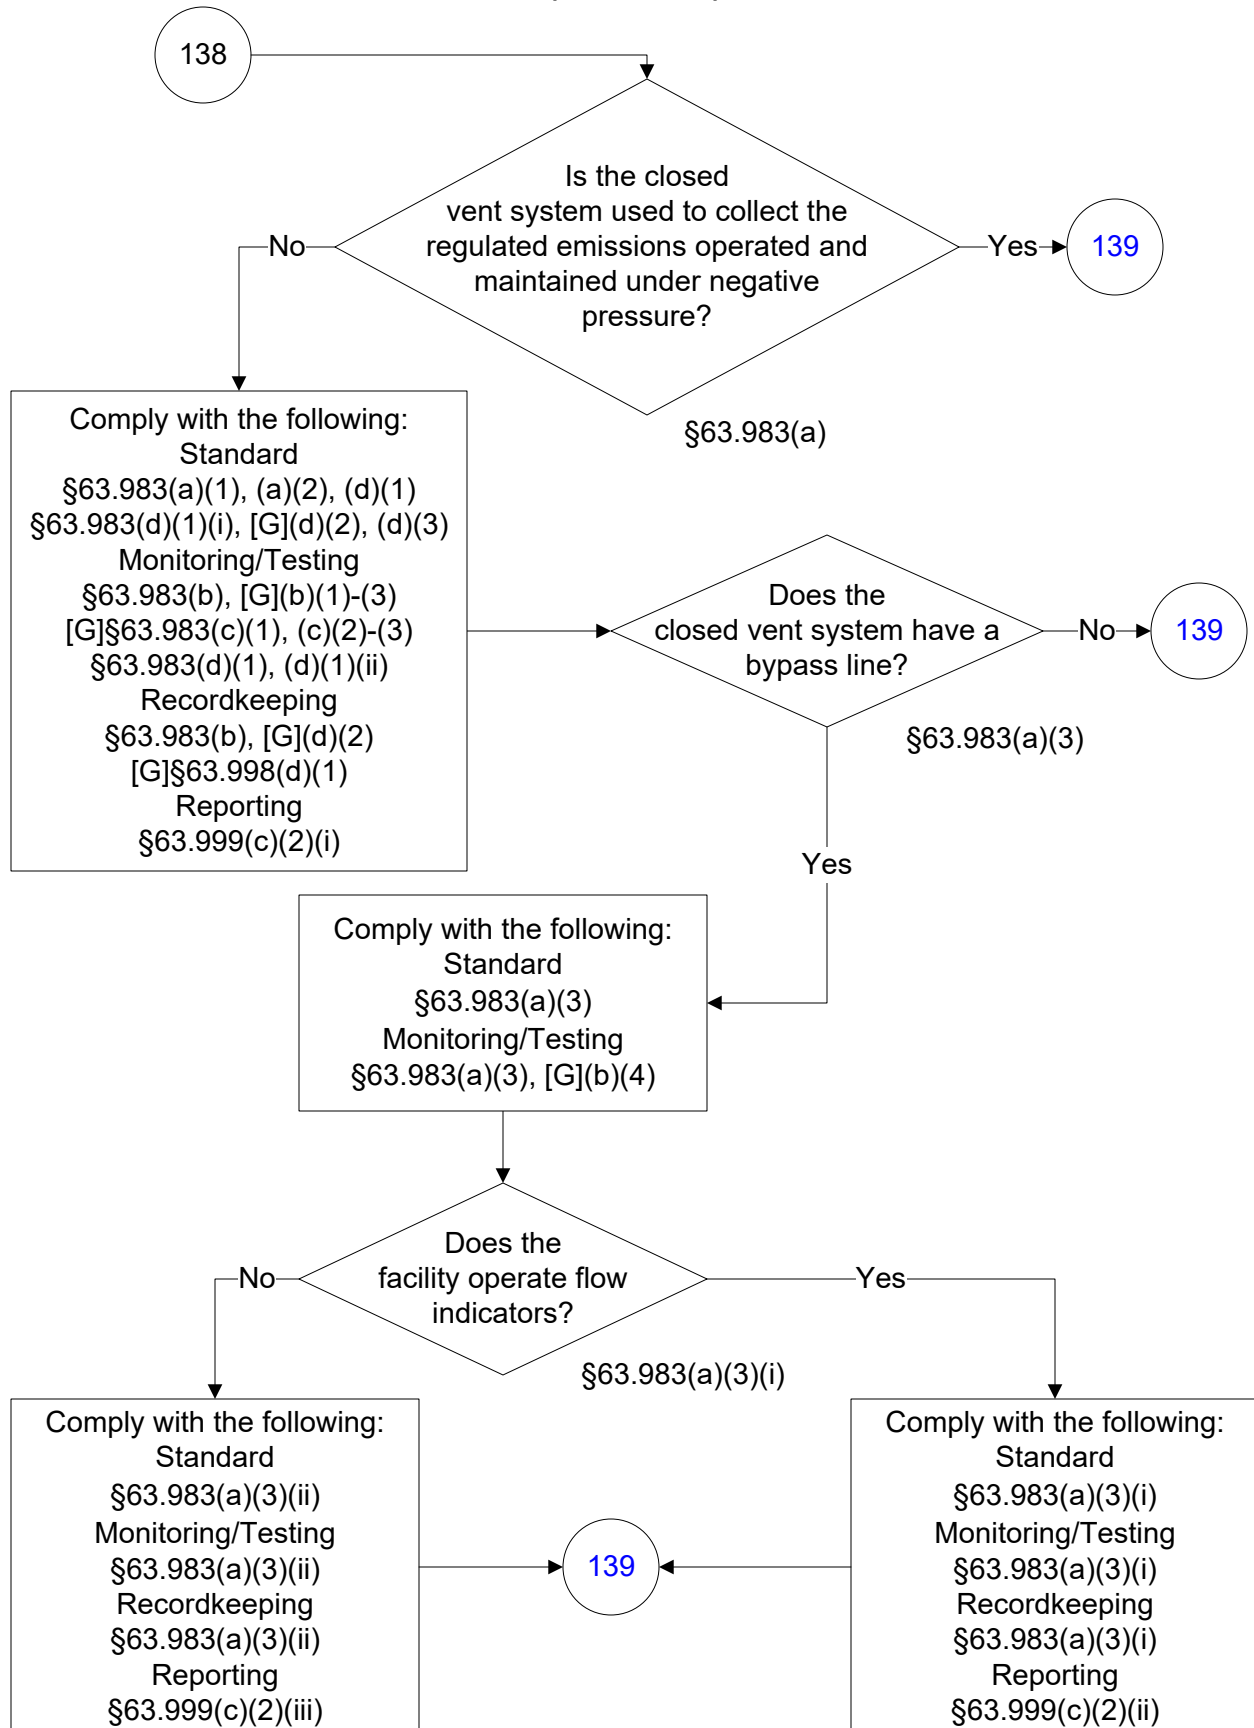 138
Is the closed
vent system used to collect the
regulated emissions operated and
maintained under negative
pressure?
No
Yes
139
§63.983(a)
Comply with the following:
Standard
§63.983(a)(1), (a)(2), (d)(1)
§63.983(d)(1)(i), [G](d)(2), (d)(3)
Monitoring/Testing
§63.983(b), [G](b)(1)-(3)
[G]§63.983(c)(1), (c)(2)-(3)
§63.983(d)(1), (d)(1)(ii)
Recordkeeping
§63.983(b), [G](d)(2)
[G]§63.998(d)(1)
Reporting
§63.999(c)(2)(i)
Does the
closed vent system have a
bypass line?
No
139
§63.983(a)(3)
Yes
Comply with the following:
Standard
§63.983(a)(3)
Monitoring/Testing
§63.983(a)(3), [G](b)(4)
Does the
facility operate flow
indicators?
No
Yes
§63.983(a)(3)(i)
Comply with the following:
Standard
§63.983(a)(3)(ii)
Monitoring/Testing
§63.983(a)(3)(ii)
Recordkeeping
§63.983(a)(3)(ii)
Reporting
§63.999(c)(2)(iii)
139
Comply with the following:
Standard
§63.983(a)(3)(i)
Monitoring/Testing
§63.983(a)(3)(i)
Recordkeeping
§63.983(a)(3)(i)
Reporting
§63.999(c)(2)(ii)